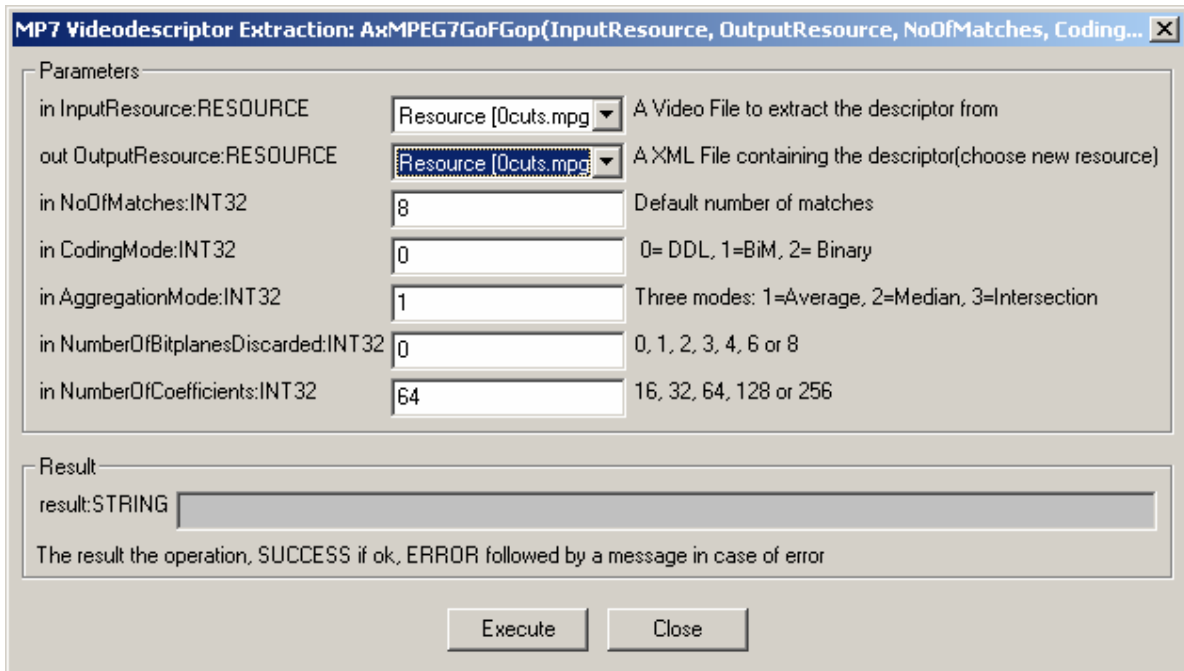 MP7 Videodescriptor Extraction: AxMPEG7GoFGop(InputResource, OutputResource, NoOfMatches, Coding...
Parameters
in InputResource:RESOURCE Resource [0cuts.mpg A Video File to extract the descriptor from
out OutputResource:RESOURCE Resource [0cuts.mpg A XML File containing the descriptor(choose new resource)
in NoOfMatches:INT32 8 Default number of matches
in CodingMode:INT32 0 0= DDL, 1=BiM, 2= Binary
in AggregationMode:INT32 1 Three modes: 1=Average, 2=Median, 3=Intersection
in NumberOfBitplanesDiscarded:INT32 0 0, 1, 2, 3, 4, 6 or 8
in NumberOfCoefficients:INT32 64 16, 32, 64, 128 or 256
Result
result:STRING
The result the operation, SUCCESS if ok, ERROR followed by a message in case of error
Execute Close